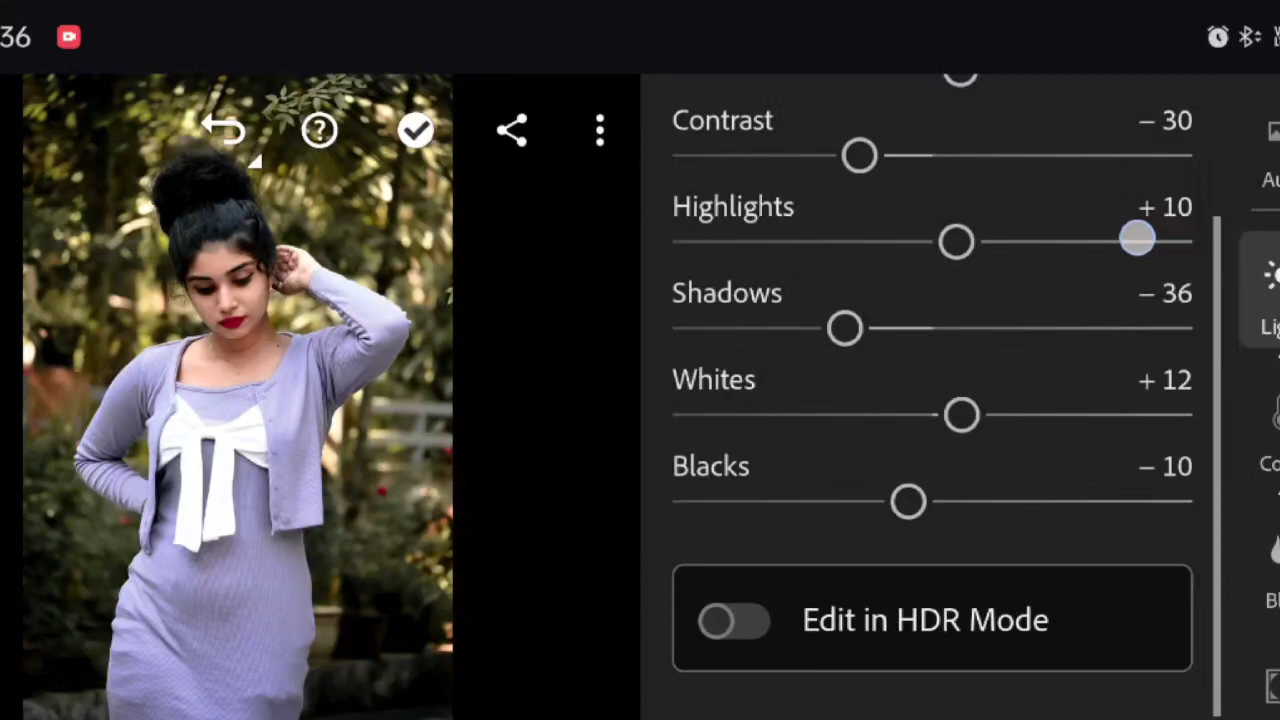 36
Contrast
− 30
Highlights
+ 10
Shadows
− 36
Whites
+ 12
Blacks
− 10
Edit in HDR Mode